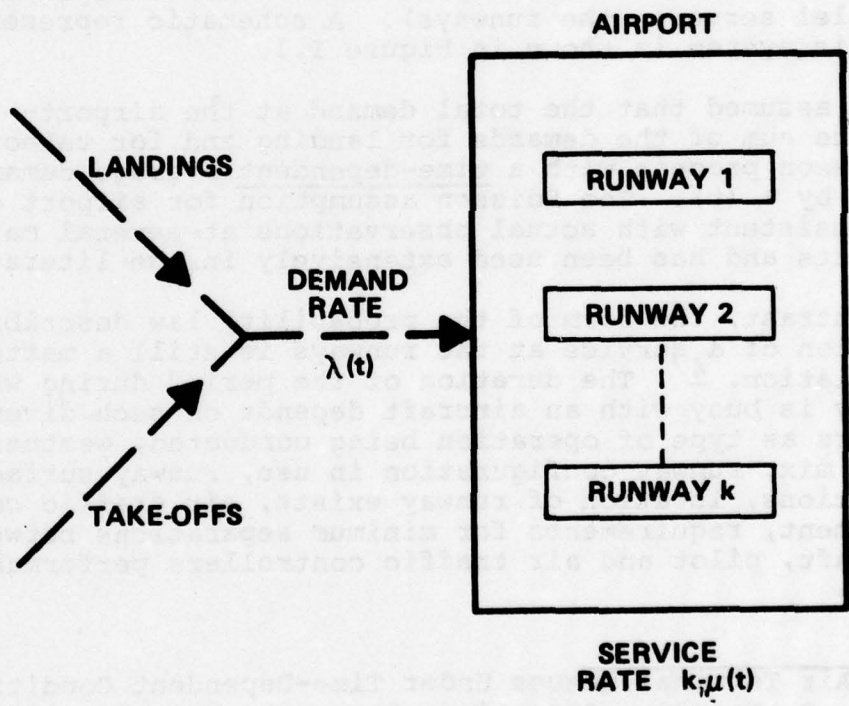 AIRPORT
LANDINGS
RUNWAY 1
DEMAND
RATE
λ(t)
RUNWAY 2
RUNWAY k
TAKE-OFFS
SERVICE
RATE k·μ(t)